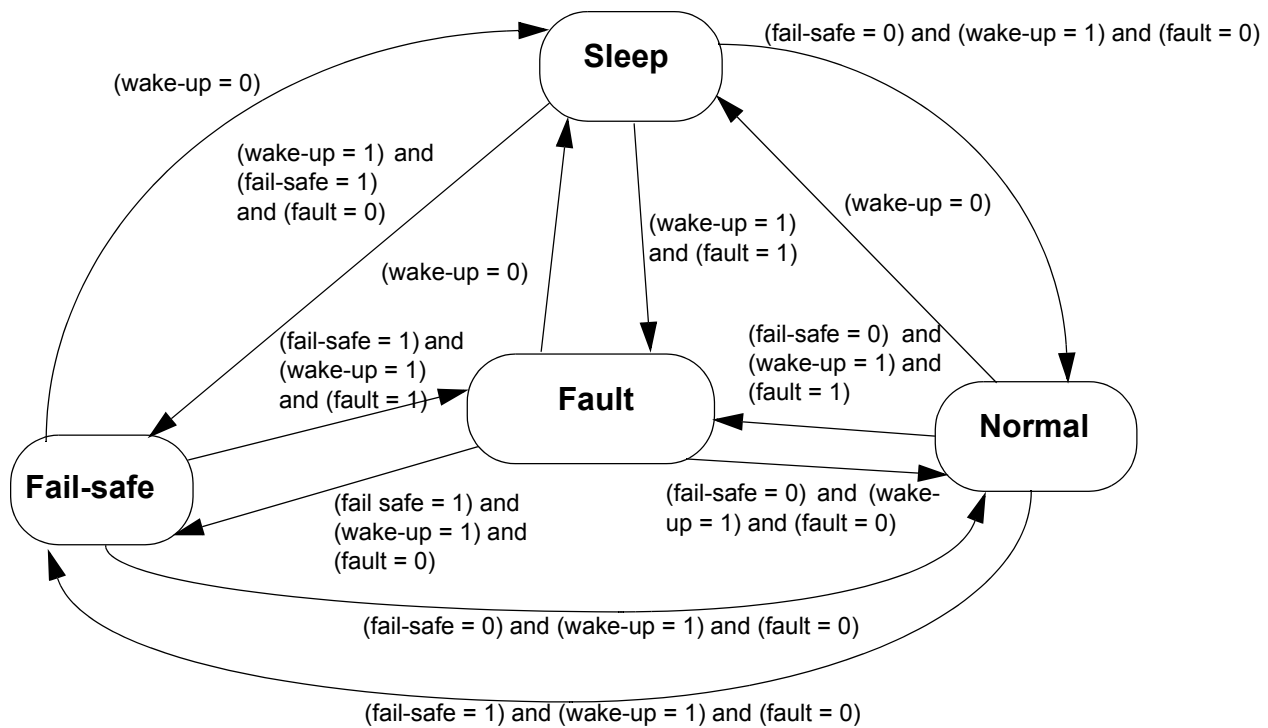 (fail-safe = 0) and (wake-up = 1) and (fault = 0)
Sleep
(wake-up = 0)
(wake-up = 1) and
(fail-safe = 1)
and (fault = 0)
(wake-up = 0)
(wake-up = 1)
and (fault = 1)
(wake-up = 0)
(fail-safe = 1) and
(wake-up = 1)
and (fault = 1)
(fail-safe = 0) and
(wake-up = 1) and
(fault = 1)
Fault
Normal
Fail-safe
(fail safe = 1) and
(wake-up = 1) and
(fault = 0)
(fail-safe = 0) and (wake-
up = 1) and (fault = 0)
(fail-safe = 0) and (wake-up = 1) and (fault = 0)
(fail-safe = 1) and (wake-up = 1) and (fault = 0)